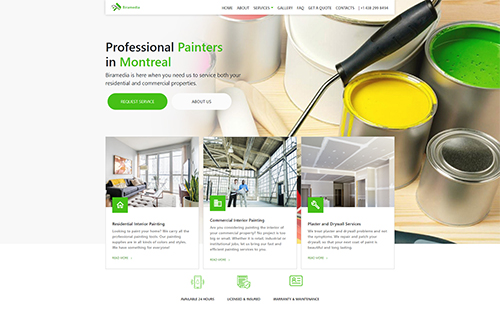 Biramedia
HOME ABOUT SERVICES GALLERY FAQ GET A QUOTE CONTACTS +1 438 299 6494
Professional Painters
in Montreal
Biramedia is here when you need us to service both your
residential and commercial properties.
REQUEST SERVICE ABOUT US
Residential Interior Painting
Looking to paint your home? We carry all the
professional painting tools. Our painting
supplies are in all kinds of colors and styles.
We have something for everyone!
READ MORE
Commercial Interior Painting
Are you considering painting the interior of
your commercial property? No project is too
big or small. Whether it is small, industrial or
institutional jobs, let us bring our fast and
efficient painting services to you.
READ MORE
Plaster and Drywall Services
We treat plaster and drywall problems and not
the symptoms. We repair and patch your
drywall, so that your new coat of paint is
beautiful and long lasting.
READ MORE
AVAILABLE 24 HOURS
LICENSED & INSURED
WARRANTY & MAINTENANCE